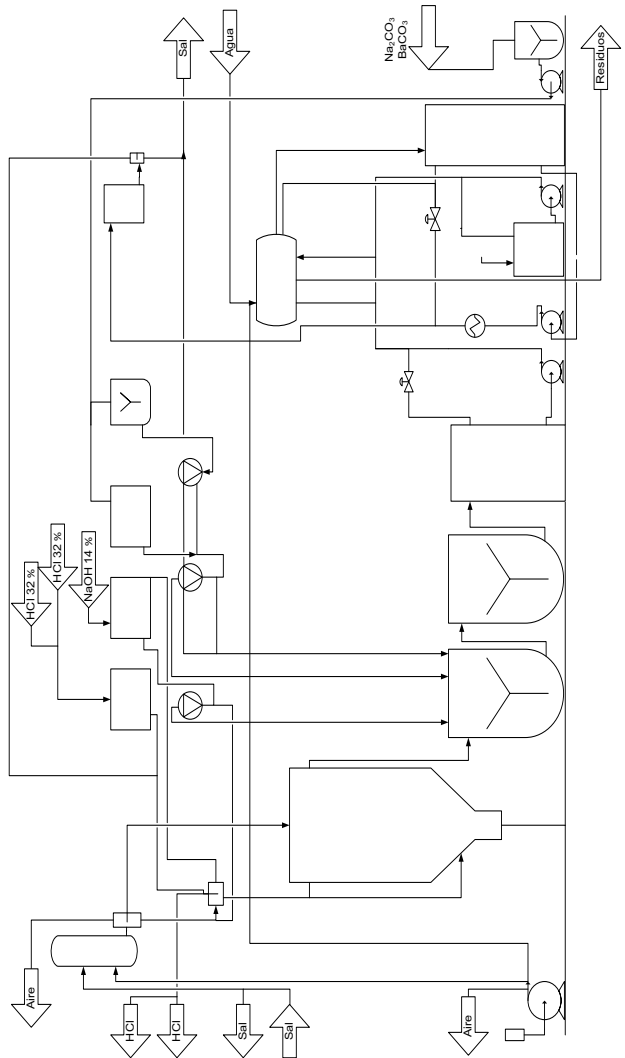 Sal
Agua
Na₂CO₃
BaCO₃
Residuos
HCl 32 %
HCl 32 %
NaOH 14 %
Aire
HCl
HCl
Sal
Sal
Aire